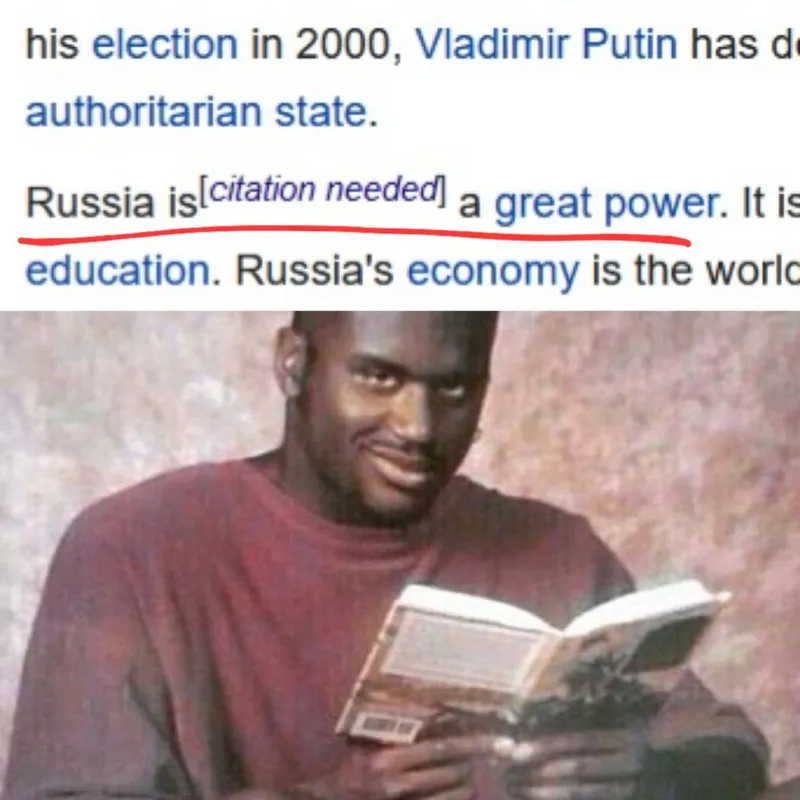 his election in 2000, Vladimir Putin has de
authoritarian state.
Russia is[citation needed] a great power. It is
education. Russia's economy is the world